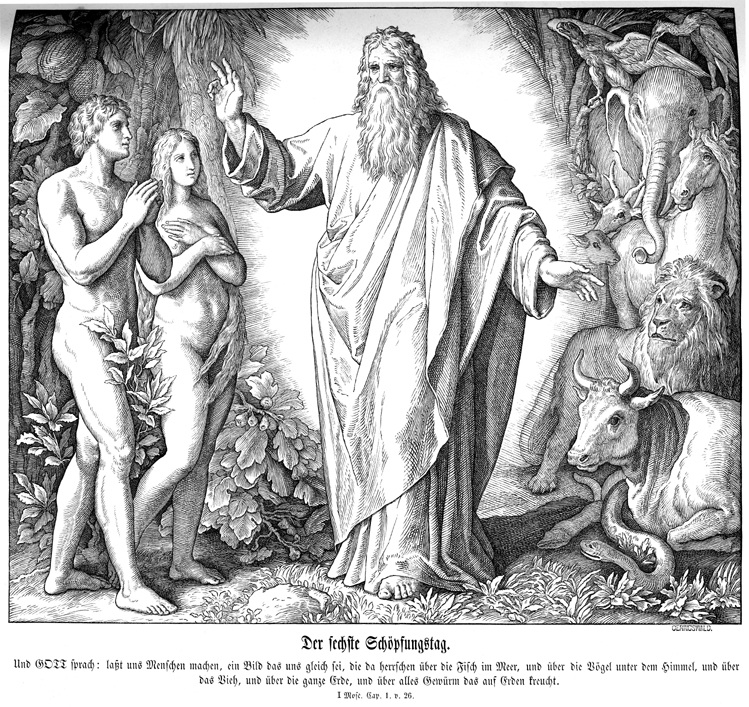 OLARDSWALD.
Der sechste Schöpfungstag.
Und GOTT sprach: laßt uns Menschen machen, ein Bild das uns gleich sei, die da herrschen über die Fisch im Meer, und über die Vögel unter dem Himmel, und über
das Vieh, und über die ganze Erde, und über alles Gewürm das auf Erden kreucht.
I Mose. Cap. 1. v. 26.